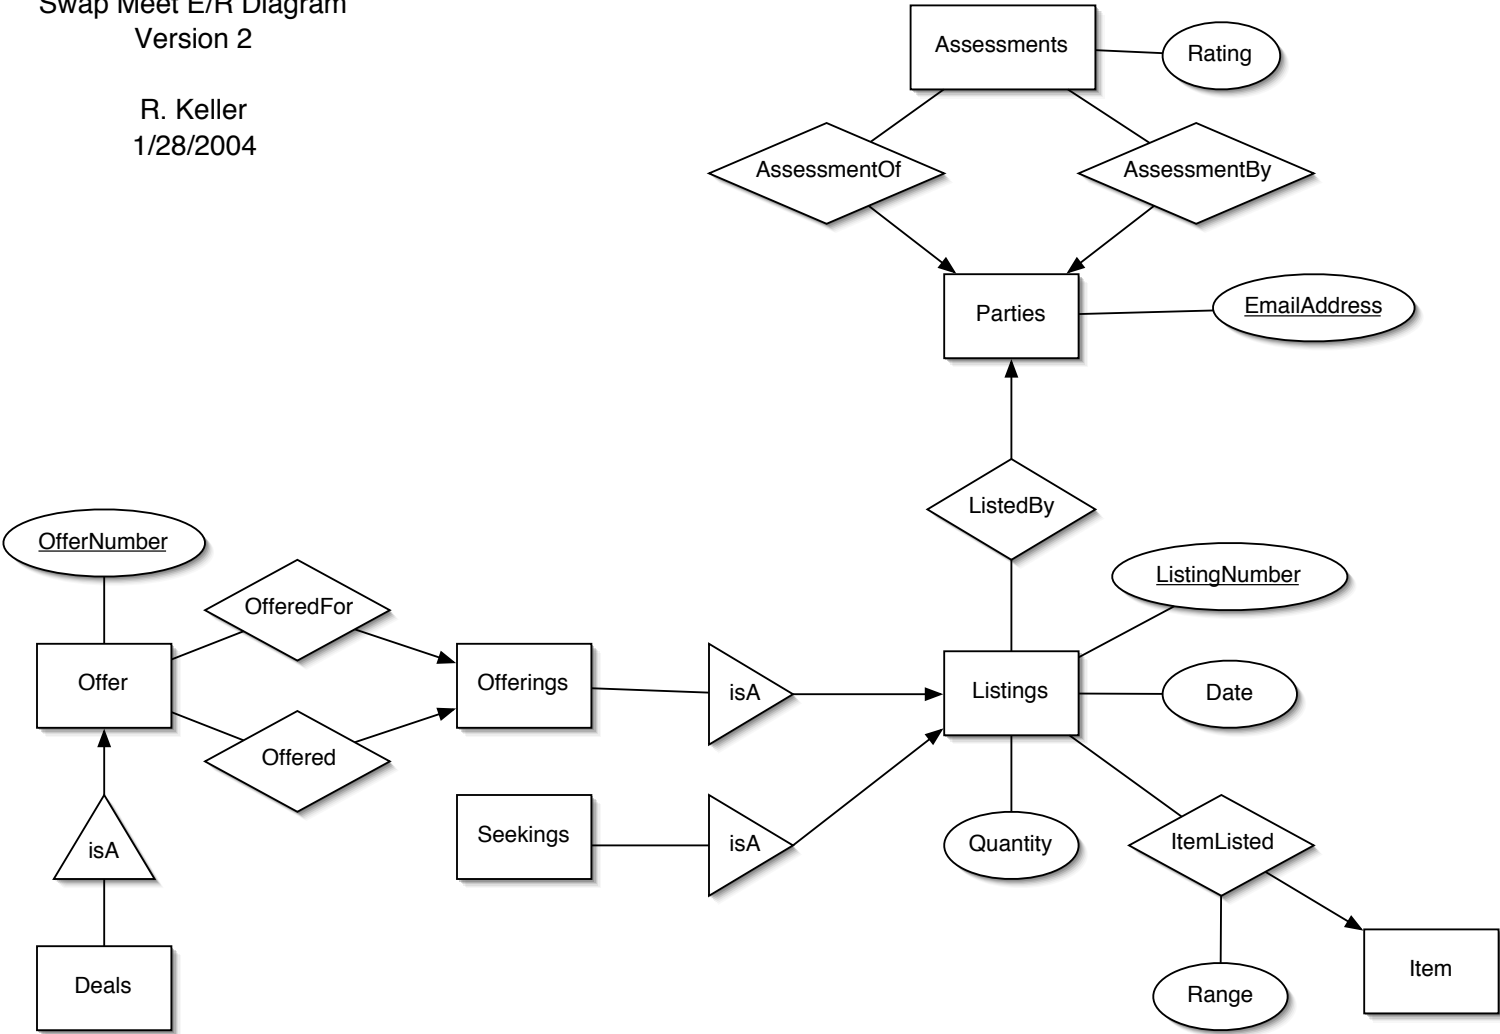 Swap Meet E/R Diagram
Version 2
R. Keller
1/28/2004
Assessments
Rating
AssessmentOf
AssessmentBy
Parties
EmailAddress
ListedBy
OfferNumber
ListingNumber
OfferedFor
Offer
Offerings
isA
Listings
Date
Offered
Seekings
isA
Quantity
ItemListed
isA
Deals
Range
Item